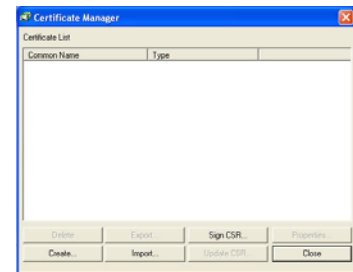 Certificate Manager
Certificate List
Common Name Type
Delete Export... Sign CSR... Properties...
Create... Import... Update CSR... Close